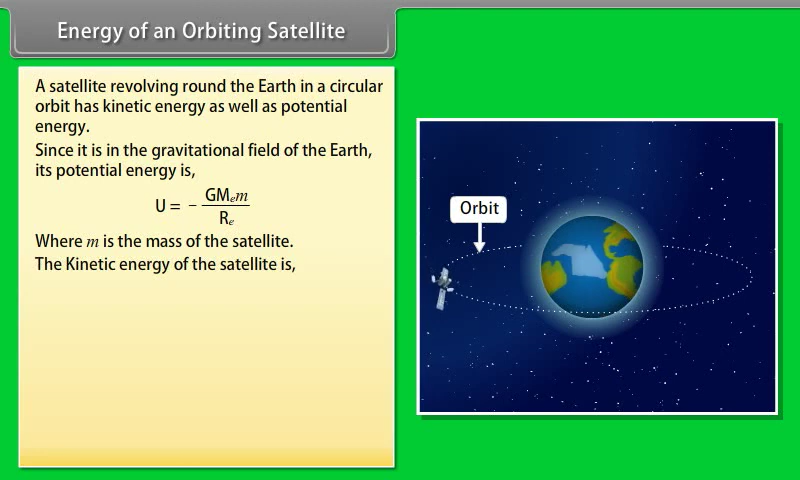 Energy of an Orbiting Satellite
A satellite revolving round the Earth in a circular
orbit has kinetic energy as well as potential
energy.
Since it is in the gravitational field of the Earth,
its potential energy is,
U = − GMₑm / Rₑ
Where m is the mass of the satellite.
The Kinetic energy of the satellite is,
Orbit